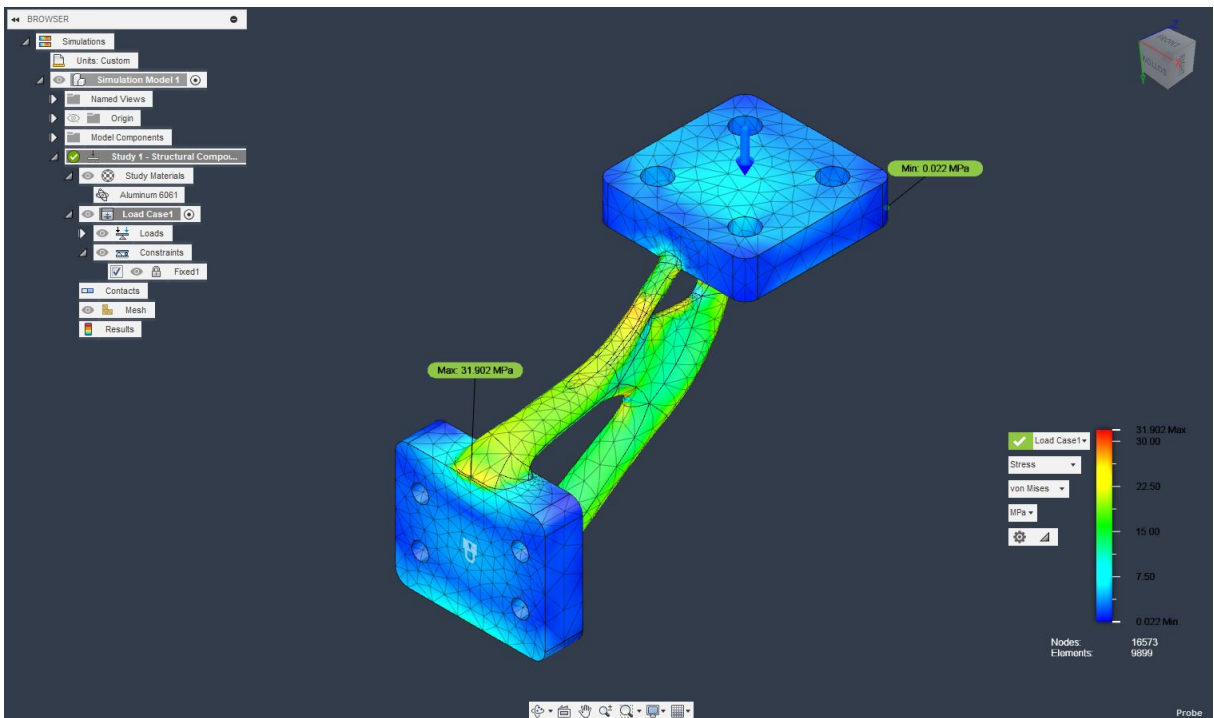 BROWSER
Simulations
Units: Custom
Simulation Model 1
Named Views
Origin
Model Components
Study 1 - Structural Compo...
Study Materials
Aluminum 6061
Load Case1
Loads
Constraints
Fixed1
Contacts
Mesh
Results
Min: 0.022 MPa
Max: 31.902 MPa
FRONT
BOTTOM
Z
X
Y
Load Case1
Stress
von Mises
MPa
31.902 Max
30.00
22.50
15.00
7.50
0.022 Min
Nodes: 16573
Elements: 9899
Probe